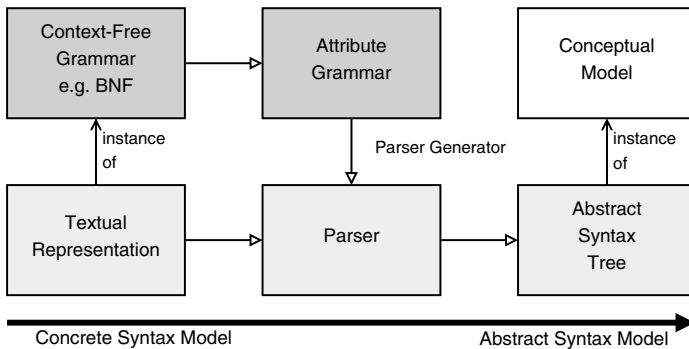 Context-Free
Grammar
e.g. BNF
Attribute
Grammar
Conceptual
Model
instance
of
Parser Generator
instance
of
Textual
Representation
Parser
Abstract
Syntax
Tree
Concrete Syntax Model
Abstract Syntax Model